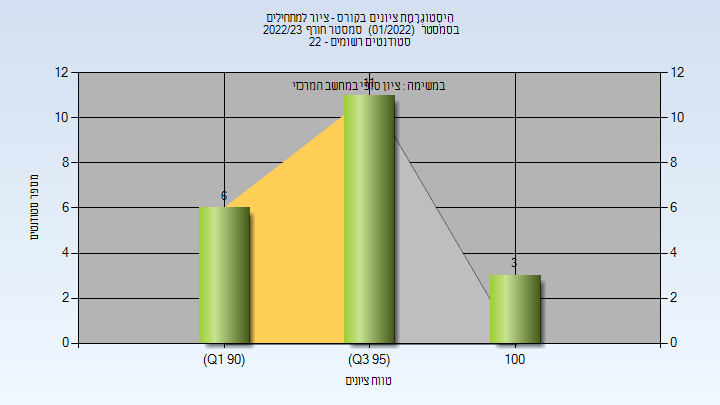 היסטוגרמת ציונים בקורס - ציור למתחילים
בסמסטר (01/2022) סמסטר חורף 2022/23
סטודנטים רשומים - 22
במשימה : ציון סופי במחשב המרכזי
12
10
8
6
4
2
0
12
10
8
6
4
2
0
מספר סטודנטים
6
11
3
(Q1 90)
(Q3 95)
100
טווח ציונים